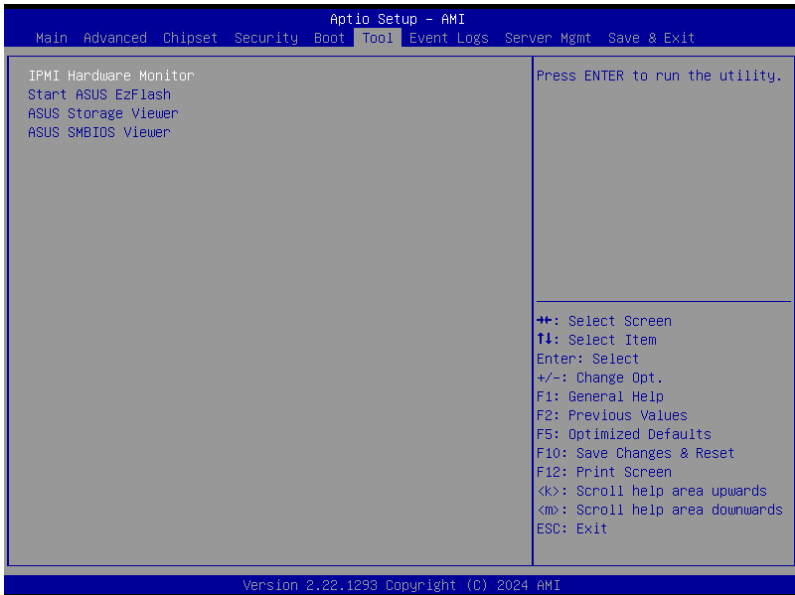 Aptio Setup – AMI
Main Advanced Chipset Security Boot Tool Event Logs Server Mgmt Save & Exit
IPMI Hardware Monitor
Start ASUS EzFlash
ASUS Storage Viewer
ASUS SMBIOS Viewer
Press ENTER to run the utility.
→←: Select Screen
↑↓: Select Item
Enter: Select
+/-: Change Opt.
F1: General Help
F2: Previous Values
F5: Optimized Defaults
F10: Save Changes & Reset
F12: Print Screen
<k>: Scroll help area upwards
<m>: Scroll help area downwards
ESC: Exit
Version 2.22.1293 Copyright (C) 2024 AMI